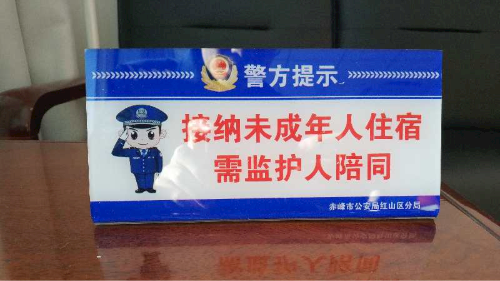 警方提示
接纳未成年人住宿
需监护人陪同
赤峰市公安局红山区分局